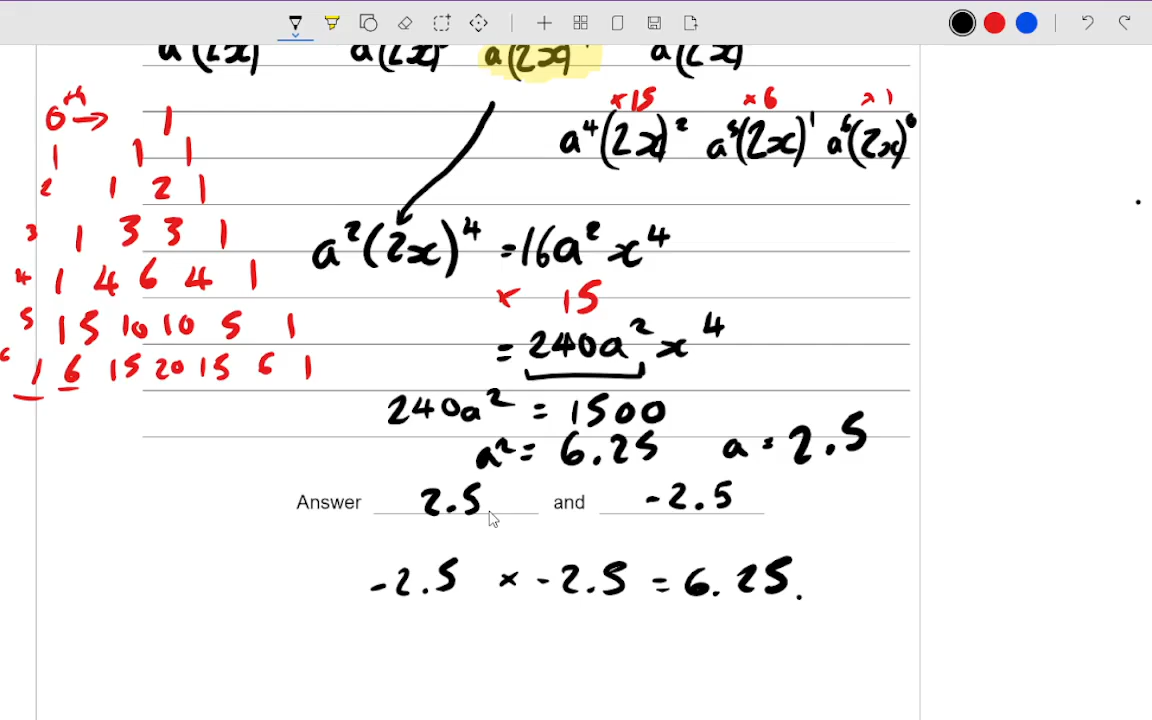 a(2x) a(2x) a(2x) a(2x)
×15 ×6 ×1
a⁴(2x)² a⁵(2x)¹ a⁶(2x)⁰
0th → 1
1 1 1
2 1 2 1
3 1 3 3 1
4 1 4 6 4 1
5 1 5 10 10 5 1
6 1 6 15 20 15 6 1
a²(2x)⁴ = 16a²x⁴
× 15
= 240a²x⁴
240a² = 1500
a² = 6.25 a = 2.5
Answer 2.5 and -2.5
-2.5 × -2.5 = 6.25.